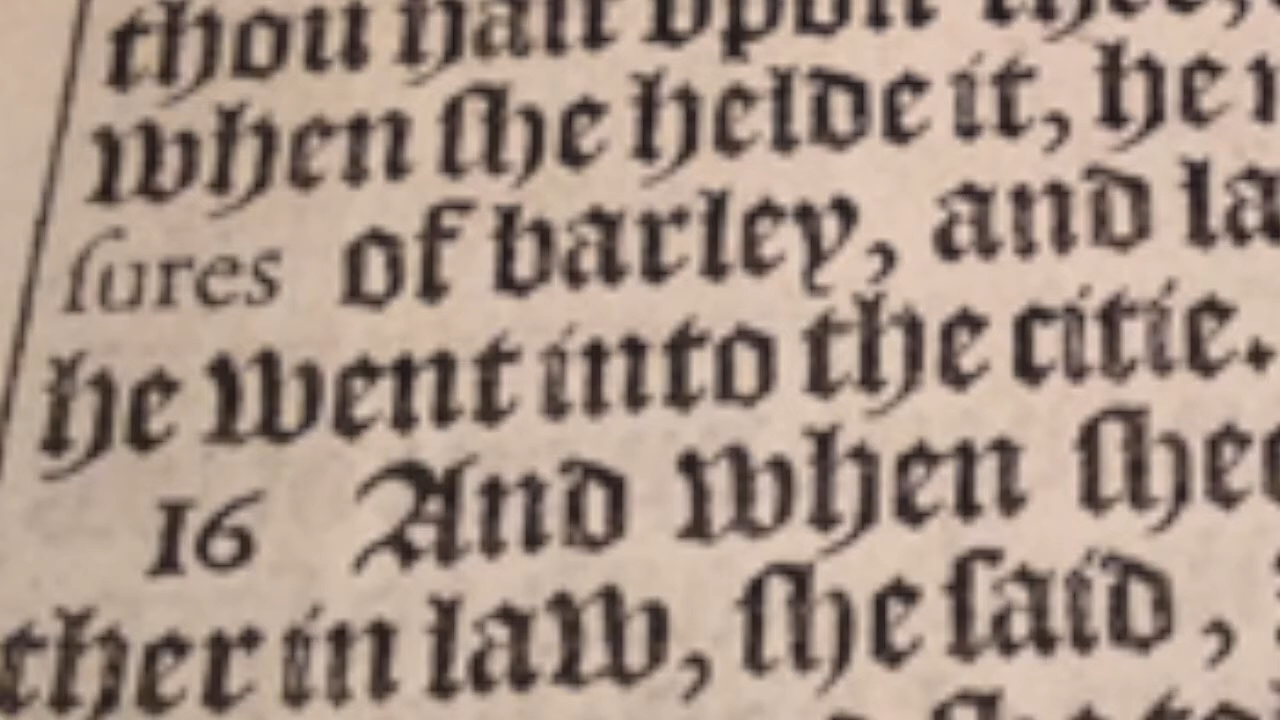 thou hast vpon thee,
when ſhe helde it, he
ſures of barley, and la
he went into the citie.
16 And when ſhe
ther in law, ſhe ſaid,